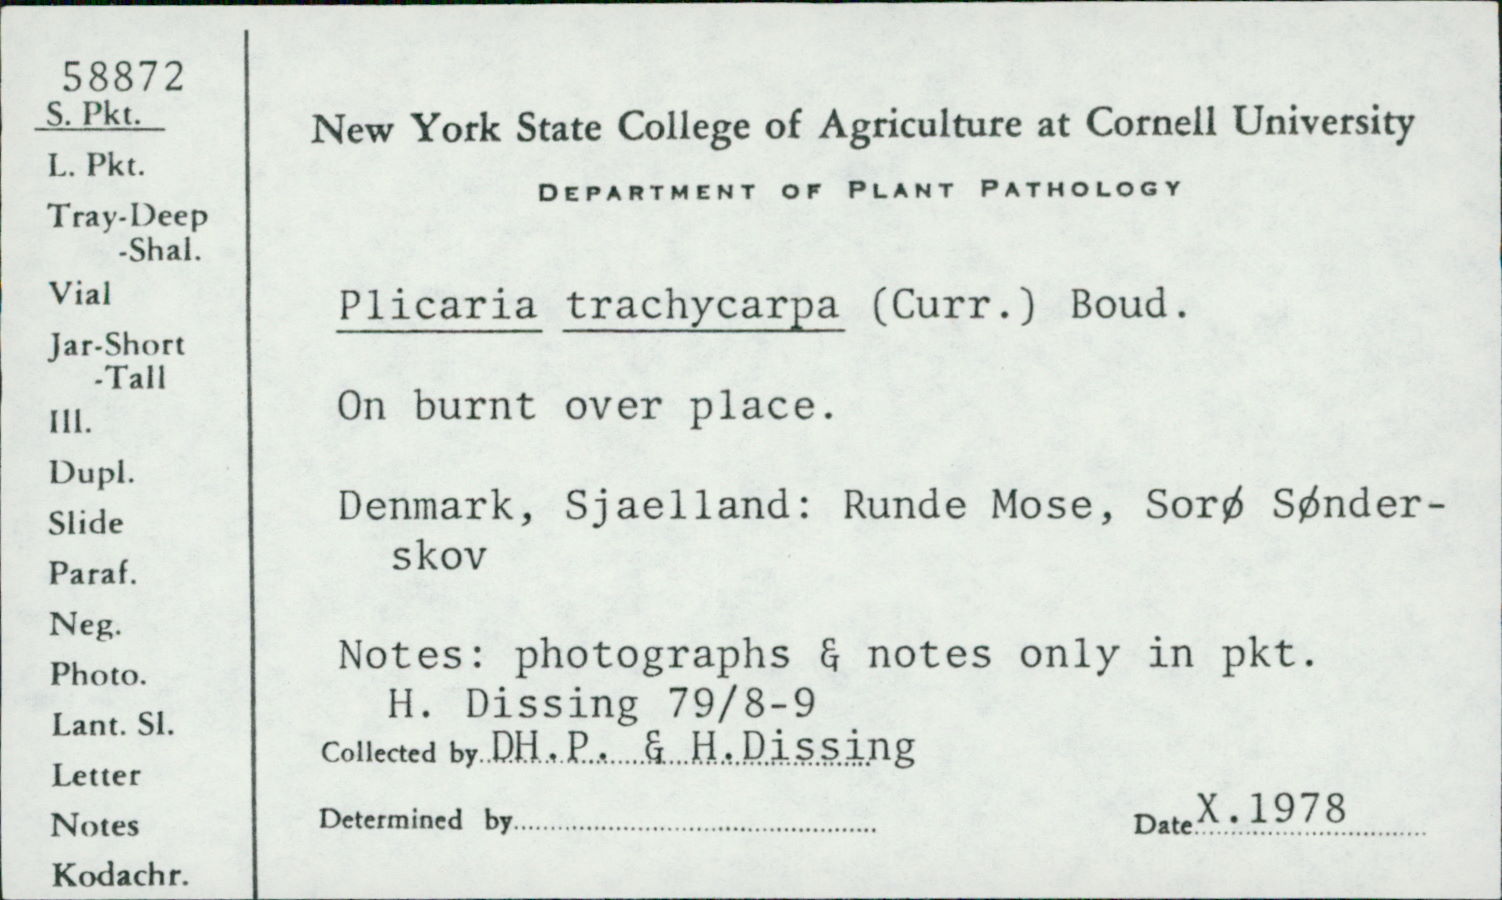 58872
S. Pkt.
L. Pkt.
Tray-Deep
-Shal.
Vial
Jar-Short
-Tall
Ill.
Dupl.
Slide
Paraf.
Neg.
Photo.
Lant. Sl.
Letter
Notes
Kodachr.
New York State College of Agriculture at Cornell University
DEPARTMENT OF PLANT PATHOLOGY
Plicaria trachycarpa (Curr.) Boud.
On burnt over place.
Denmark, Sjaelland: Runde Mose, Sorø Sønder-
skov
Notes: photographs & notes only in pkt.
H. Dissing 79/8-9
Collected by DH.P. & H.Dissing
Determined by
Date X.1978